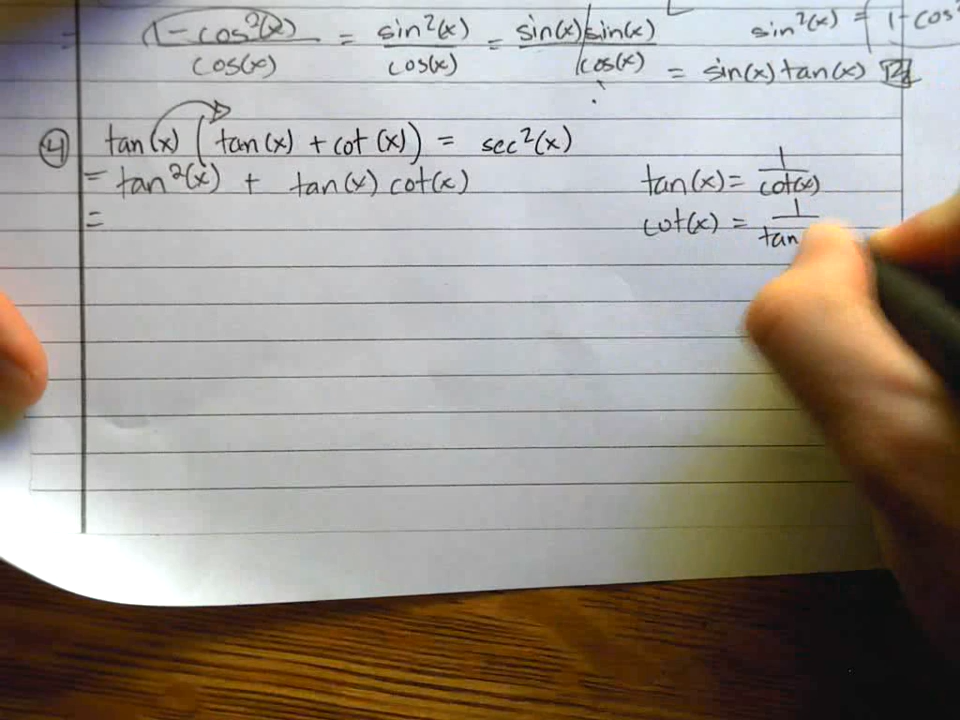 = 1-cos²(x)/cos(x) = sin²(x)/cos(x) = sin(x)sin(x)/cos(x) sin²(x) = 1-cos²
= sin(x)tan(x)
4 tan(x) (tan(x) + cot(x)) = sec²(x)
= tan²(x) + tan(x)cot(x) tan(x) = 1/cot(x)
= cot(x) = 1/tan